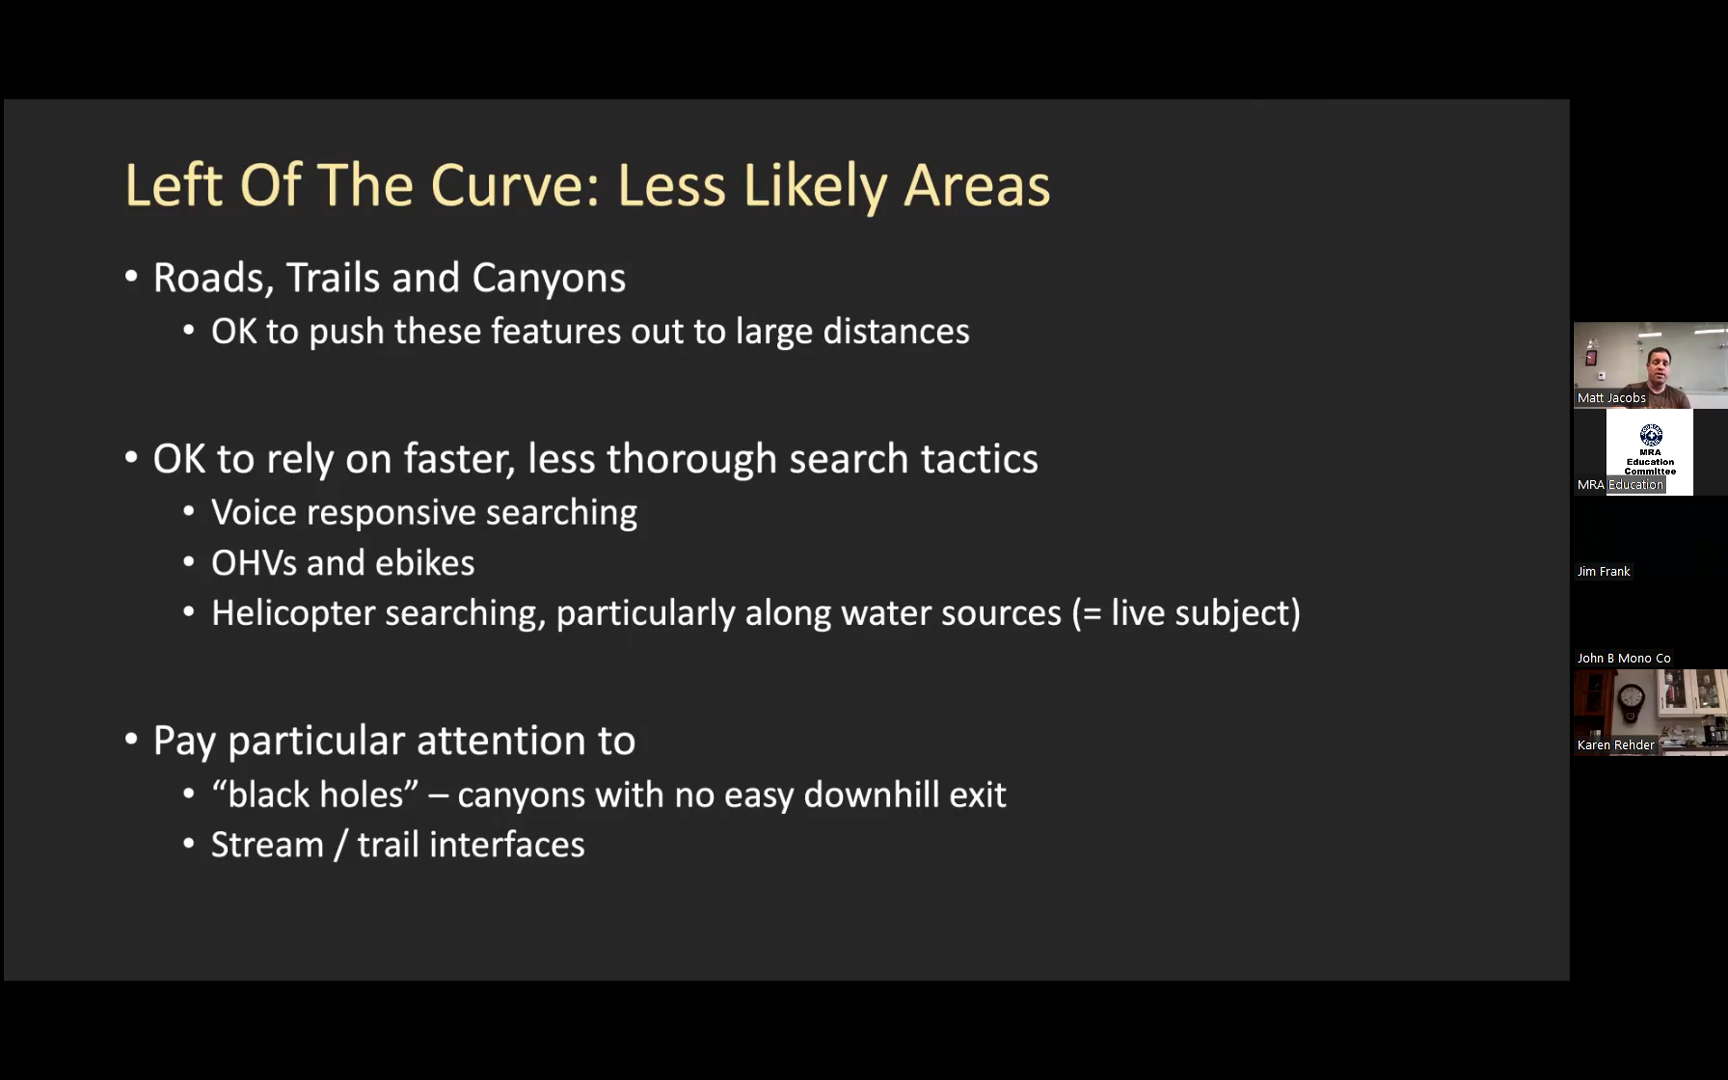 Left Of The Curve: Less Likely Areas
• Roads, Trails and Canyons
• OK to push these features out to large distances
• OK to rely on faster, less thorough search tactics
• Voice responsive searching
• OHVs and ebikes
• Helicopter searching, particularly along water sources (= live subject)
• Pay particular attention to
• “black holes” – canyons with no easy downhill exit
• Stream / trail interfaces
Matt Jacobs
MRA
Education
Committee
MRA Education
Jim Frank
John B Mono Co
Karen Rehder